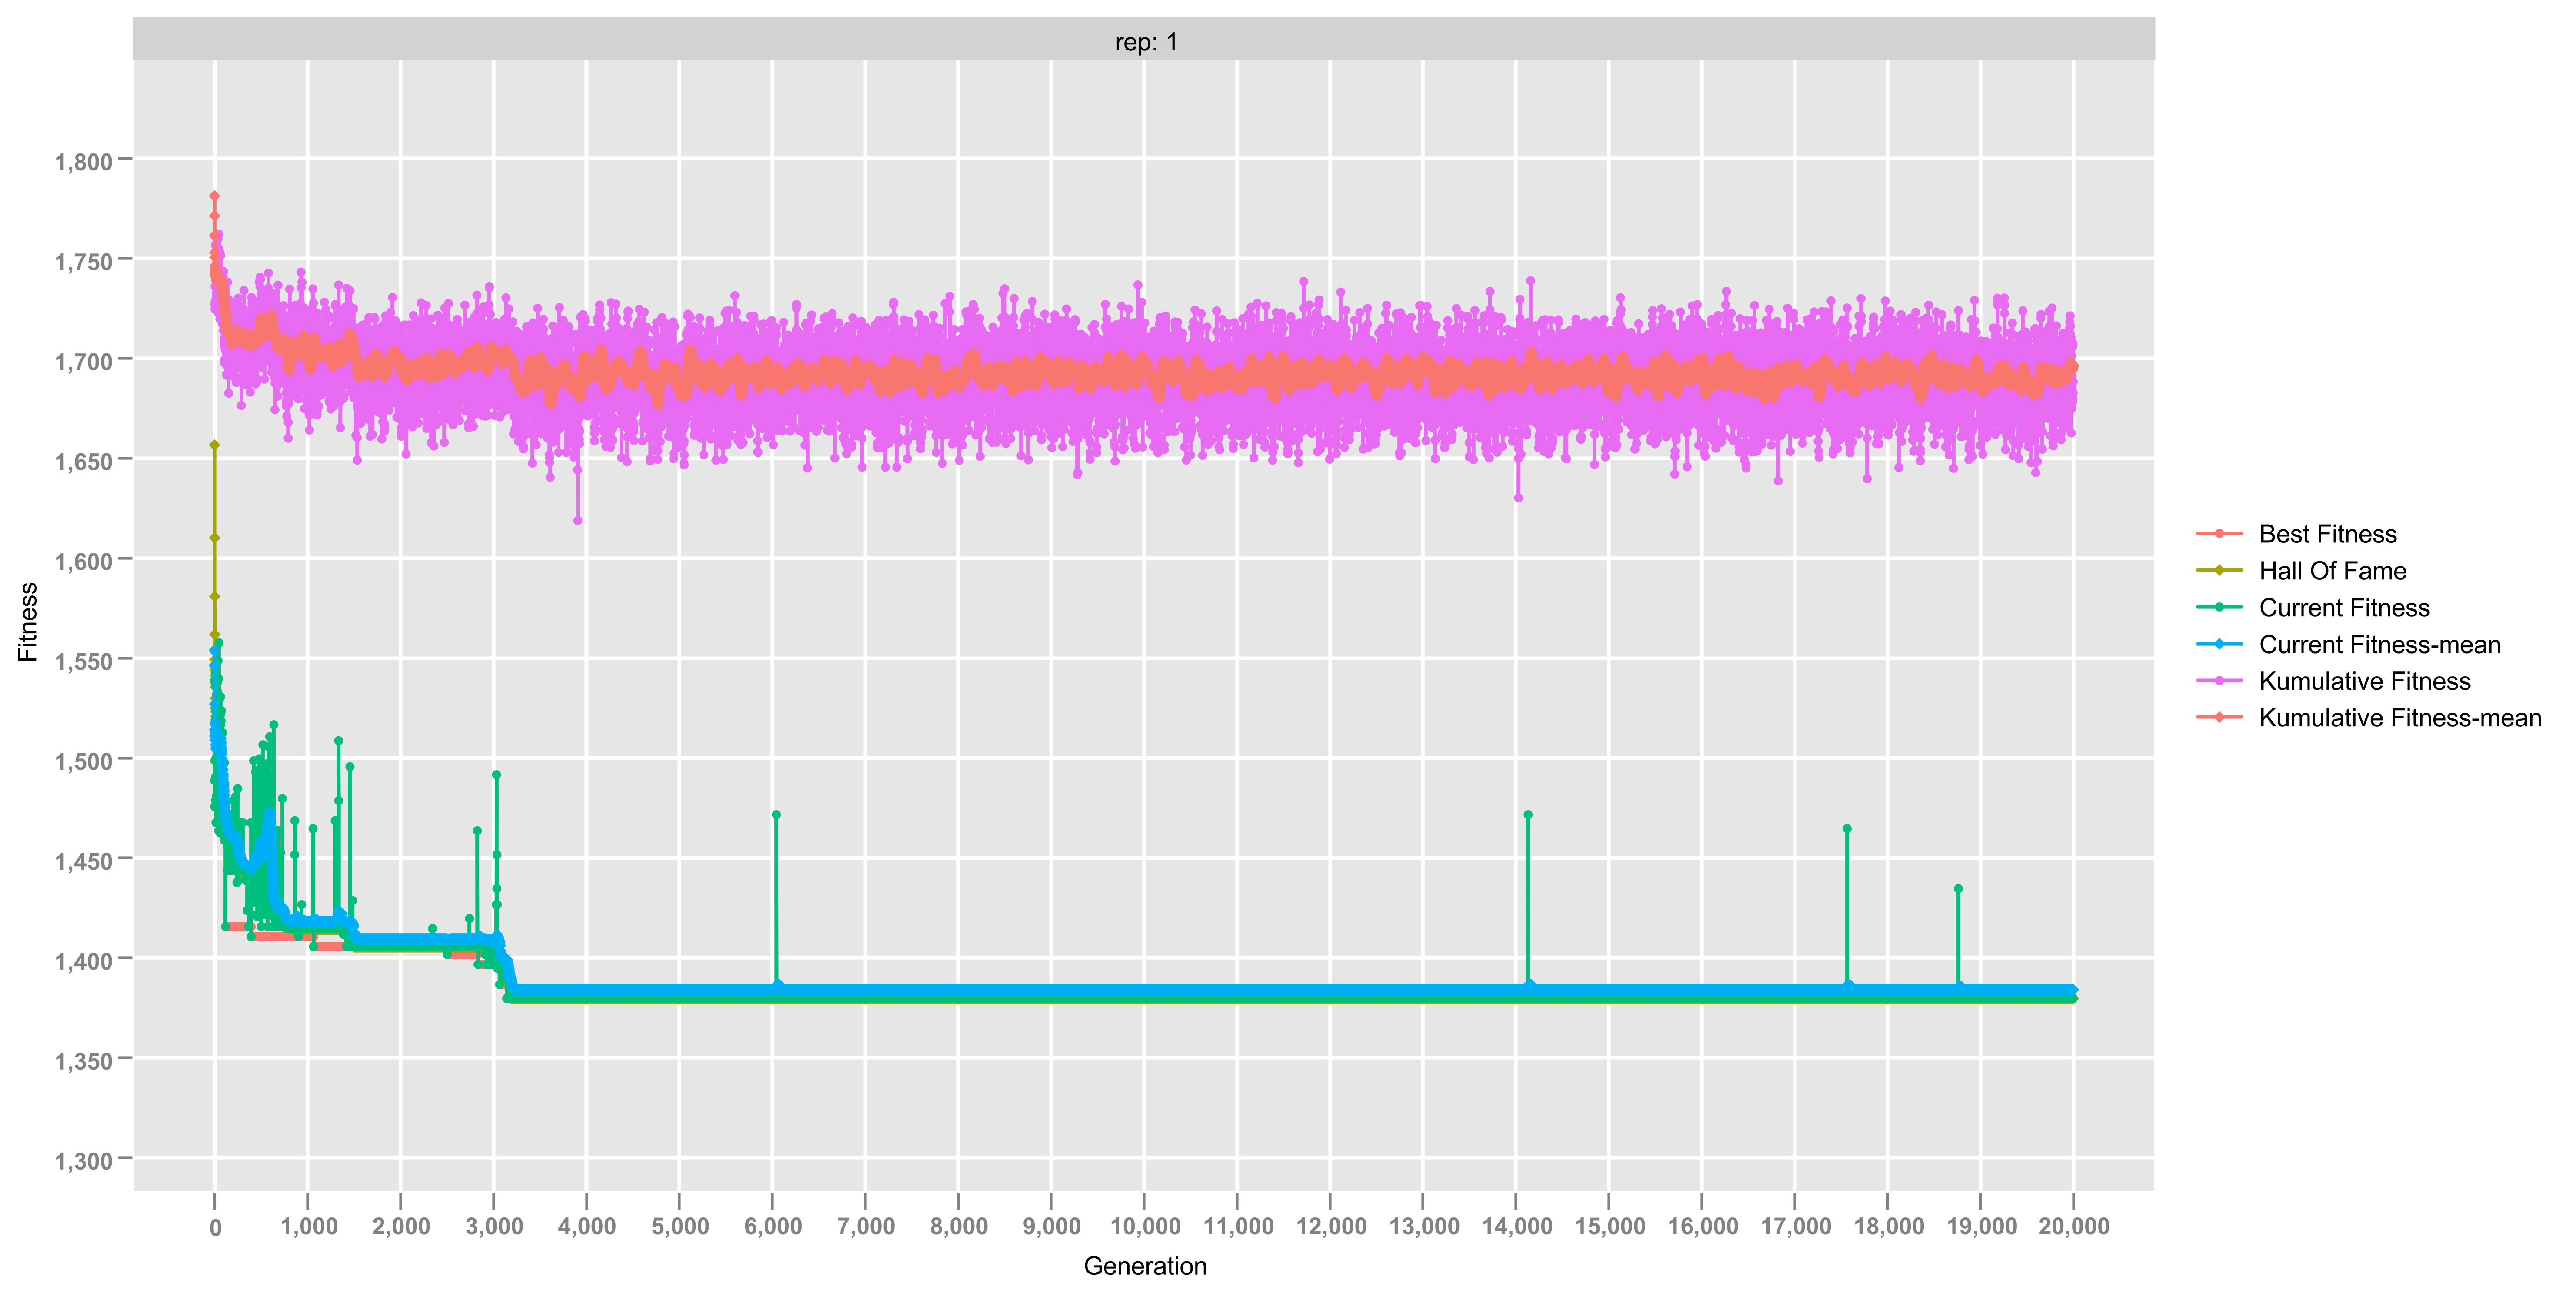 rep: 1
1,800
1,750
1,700
1,650
1,600
1,550
1,500
1,450
1,400
1,350
1,300
Fitness
0 1,000 2,000 3,000 4,000 5,000 6,000 7,000 8,000 9,000 10,000 11,000 12,000 13,000 14,000 15,000 16,000 17,000 18,000 19,000 20,000
Generation
Best Fitness
Hall Of Fame
Current Fitness
Current Fitness-mean
Kumulative Fitness
Kumulative Fitness-mean